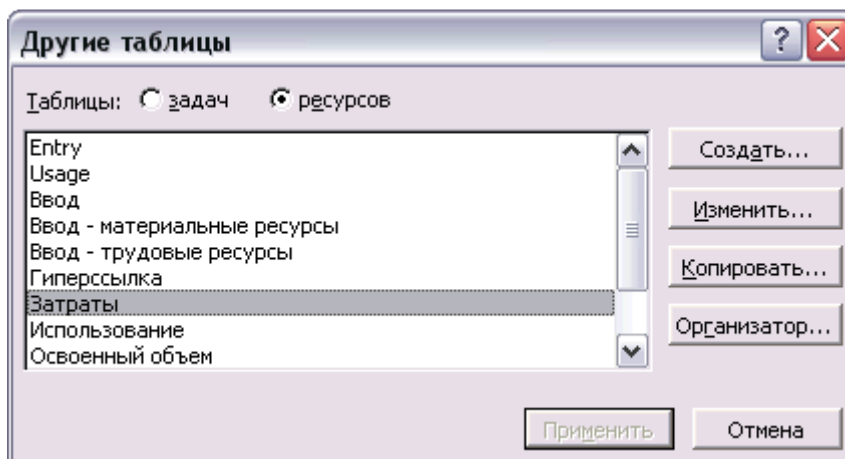 Другие таблицы
Таблицы: задач ресурсов
Entry
Usage
Ввод
Ввод - материальные ресурсы
Ввод - трудовые ресурсы
Гиперссылка
Затраты
Использование
Освоенный объем
Создать...
Изменить...
Копировать...
Организатор...
Применить Отмена